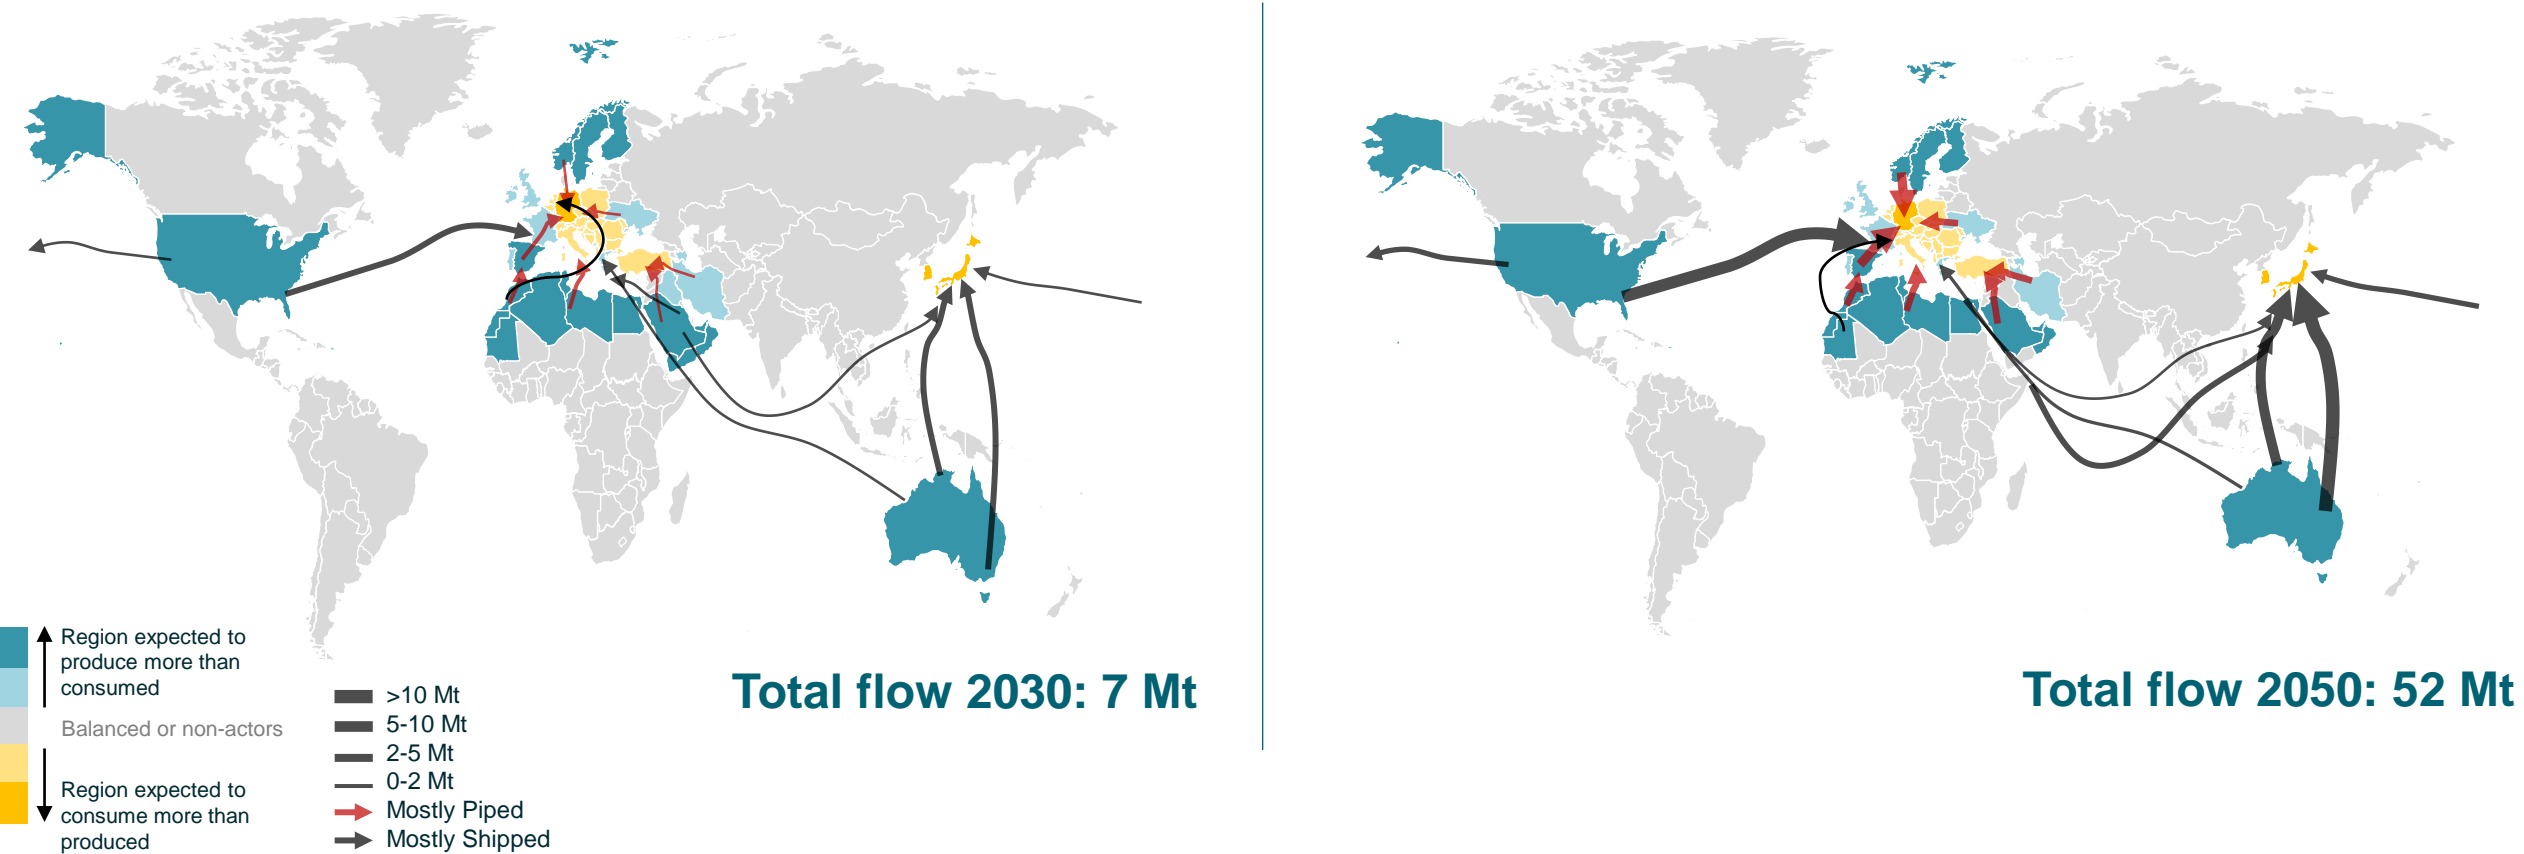 Region expected to
produce more than
consumed
Balanced or non-actors
Region expected to
consume more than
produced
>10 Mt
5-10 Mt
2-5 Mt
0-2 Mt
Mostly Piped
Mostly Shipped
Total flow 2030: 7 Mt
Total flow 2050: 52 Mt